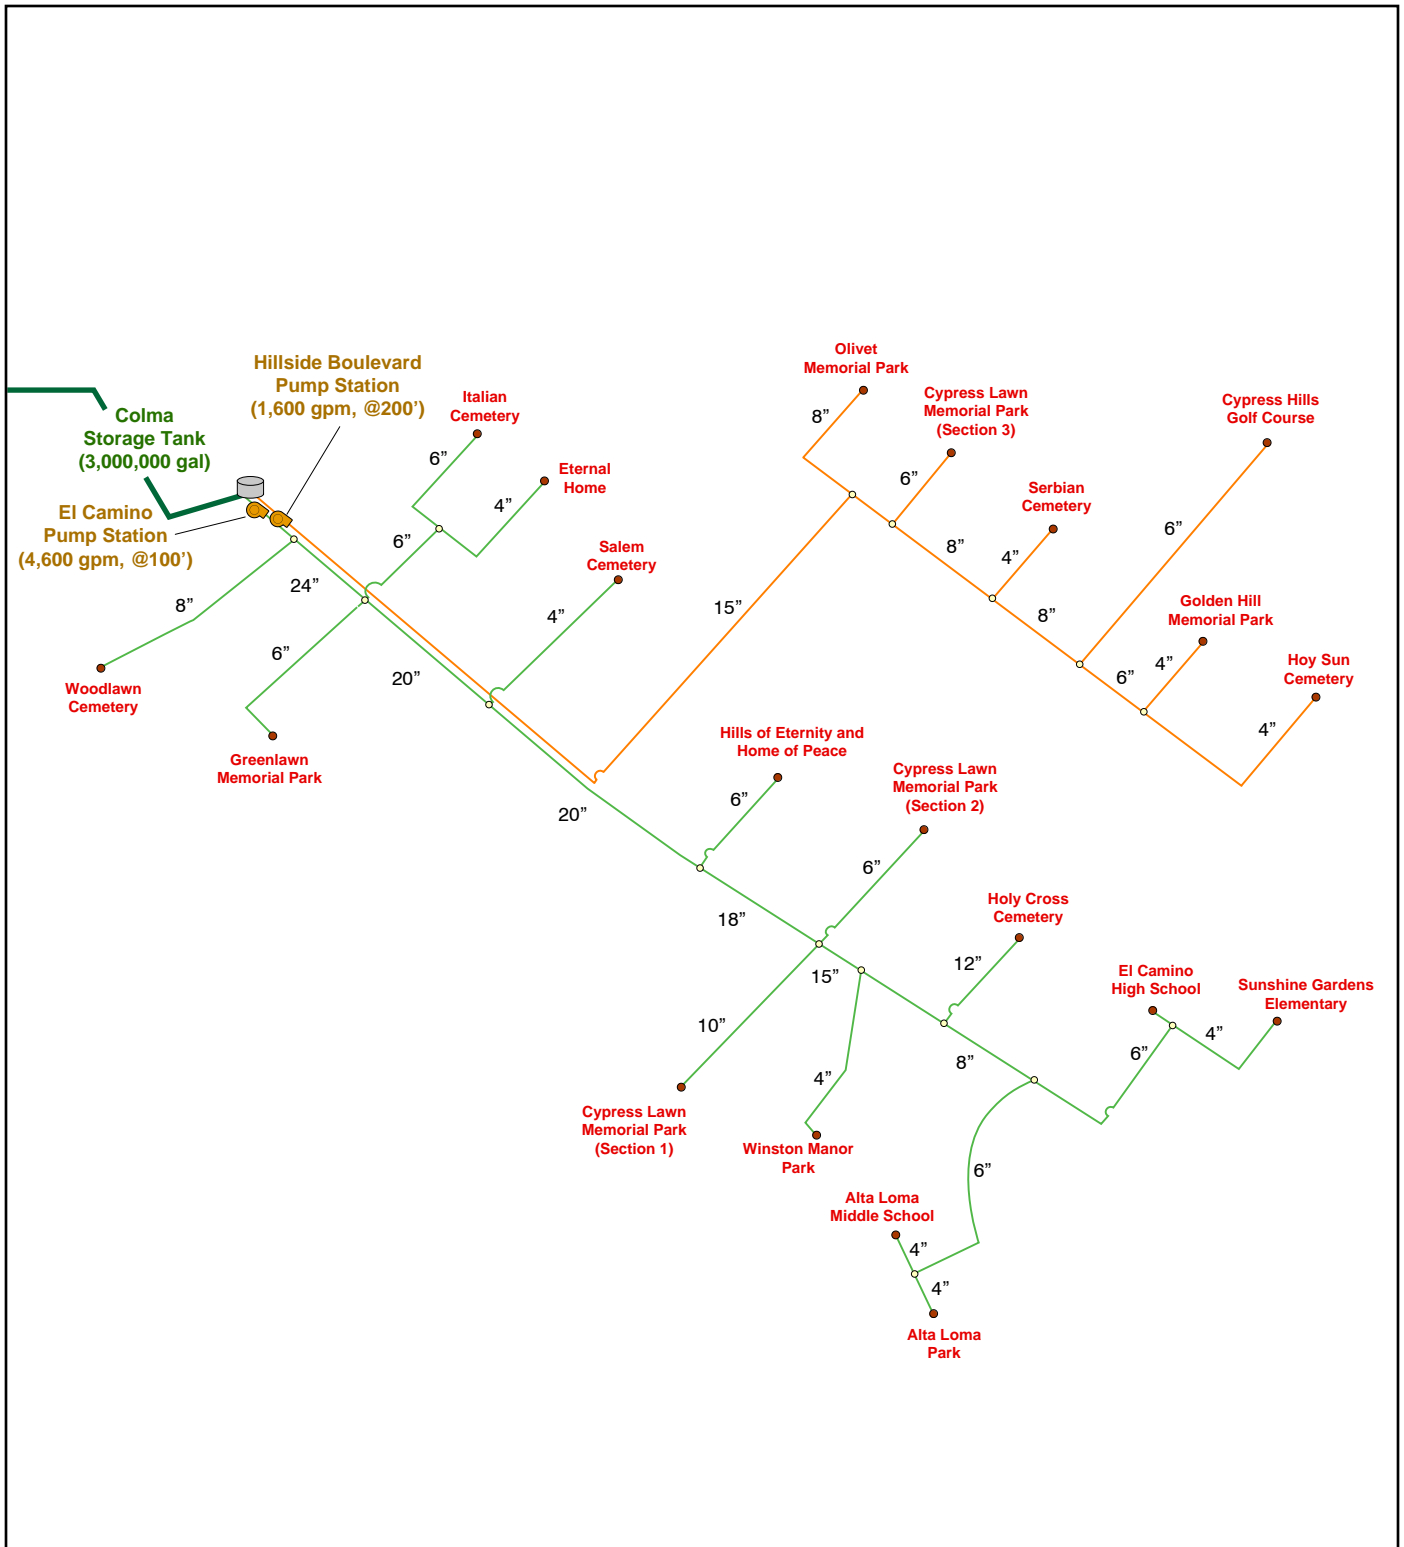 Olivet
Memorial Park
Hillside Boulevard
Pump Station
(1,600 gpm, @200’)
Cypress Lawn
Memorial Park
(Section 3)
Italian
Cemetery
Cypress Hills
Golf Course
Colma
Storage Tank
(3,000,000 gal)
8”
6”
Eternal
Home
6”
Serbian
Cemetery
4”
El Camino
Pump Station
(4,600 gpm, @100’)
6”
6”
Salem
Cemetery
8”
4”
24”
8”
15”
4”
8”
Golden Hill
Memorial Park
6”
20”
4”
6”
Hoy Sun
Cemetery
Woodlawn
Cemetery
4”
Hills of Eternity and
Home of Peace
Greenlawn
Memorial Park
Cypress Lawn
Memorial Park
(Section 2)
6”
20”
6”
Holy Cross
Cemetery
18”
12”
15”
El Camino
High School
Sunshine Gardens
Elementary
10”
4”
6”
8”
4”
Cypress Lawn
Memorial Park
(Section 1)
Winston Manor
Park
6”
Alta Loma
Middle School
4”
4”
Alta Loma
Park